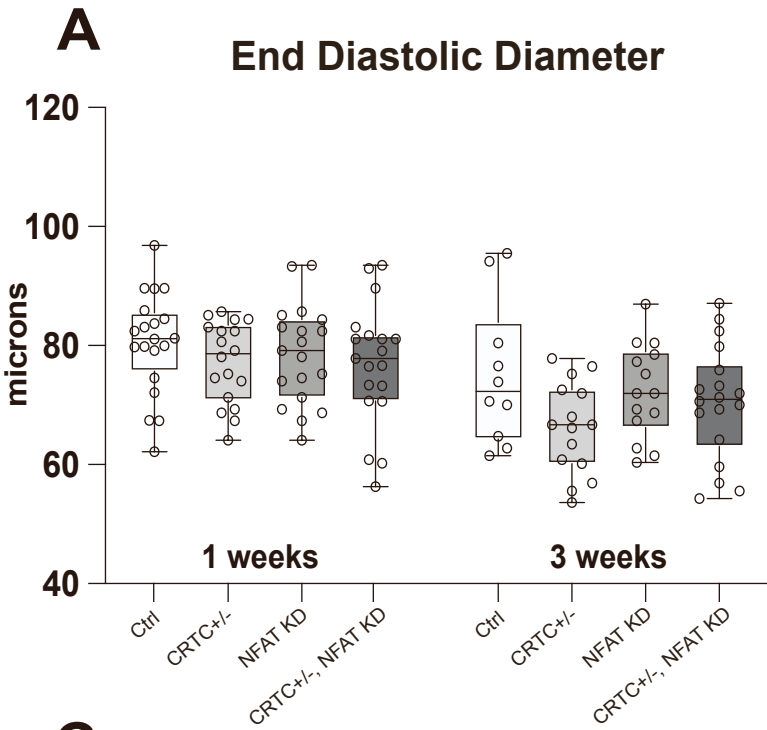 A
End Diastolic Diameter
120
100
80
60
40
microns
1 weeks
3 weeks
Ctrl
CRTC+/-
NFAT KD
CRTC+/-, NFAT KD
Ctrl
CRTC+/-
NFAT KD
CRTC+/-, NFAT KD